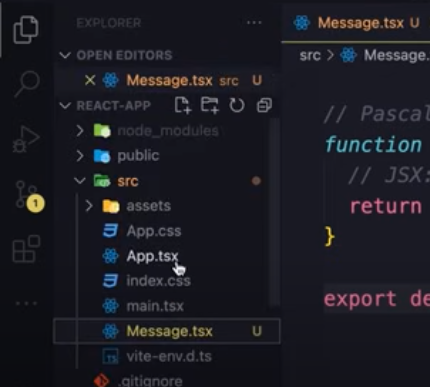 EXPLORER
OPEN EDITORS
Message.tsx src U
REACT-APP
node_modules
public
src
assets
App.css
App.tsx
index.css
main.tsx
Message.tsx U
TS vite-env.d.ts
.gitignore
1
Message.tsx U
src > Message.
// Pascal
function
// JSX:
return
}
export de